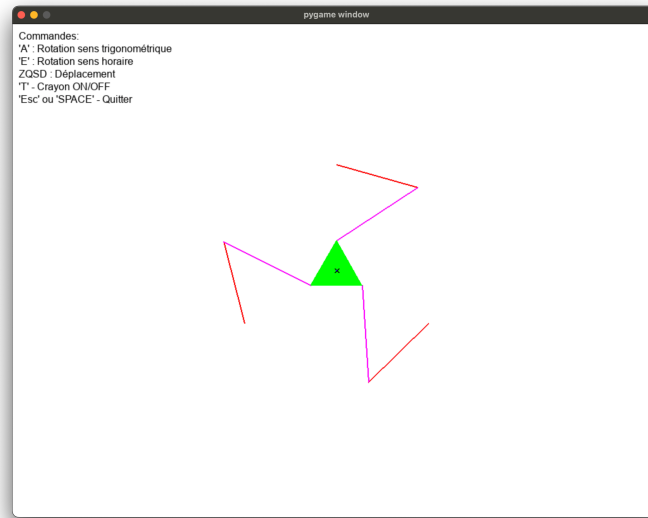 pygame window
Commandes:
'A' : Rotation sens trigonométrique
'E' : Rotation sens horaire
ZQSD : Déplacement
'T' - Crayon ON/OFF
'Esc' ou 'SPACE' - Quitter